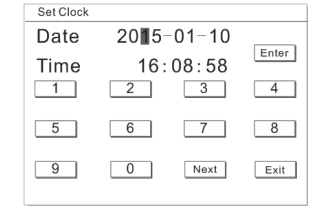 Set Clock
Date 2015-01-10
Enter
Time 16:08:58
1 2 3 4
5 6 7 8
9 0 Next Exit